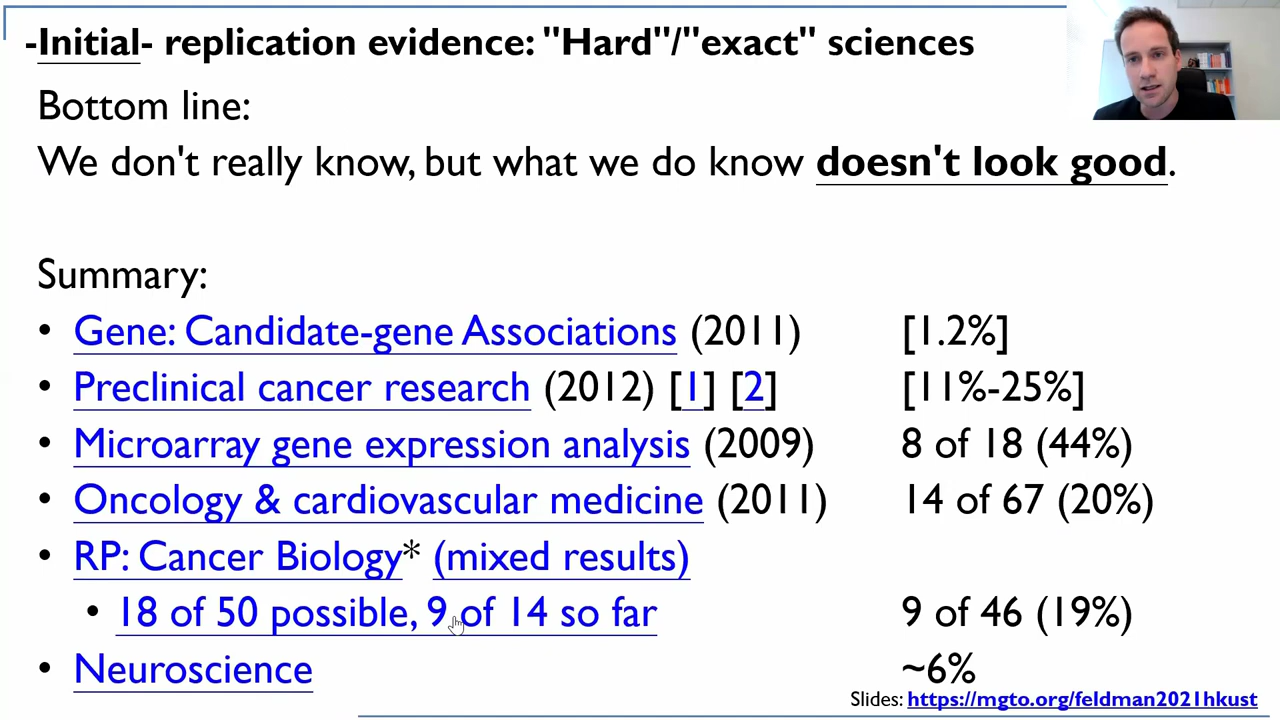 -Initial- replication evidence: "Hard"/"exact" sciences
Bottom line:
We don't really know, but what we do know doesn't look good.
Summary:
• Gene: Candidate-gene Associations (2011) [1.2%]
• Preclinical cancer research (2012) [1] [2] [11%-25%]
• Microarray gene expression analysis (2009) 8 of 18 (44%)
• Oncology & cardiovascular medicine (2011) 14 of 67 (20%)
• RP: Cancer Biology* (mixed results)
• 18 of 50 possible, 9 of 14 so far 9 of 46 (19%)
• Neuroscience ~6%
Slides: https://mgto.org/feldman2021hkust